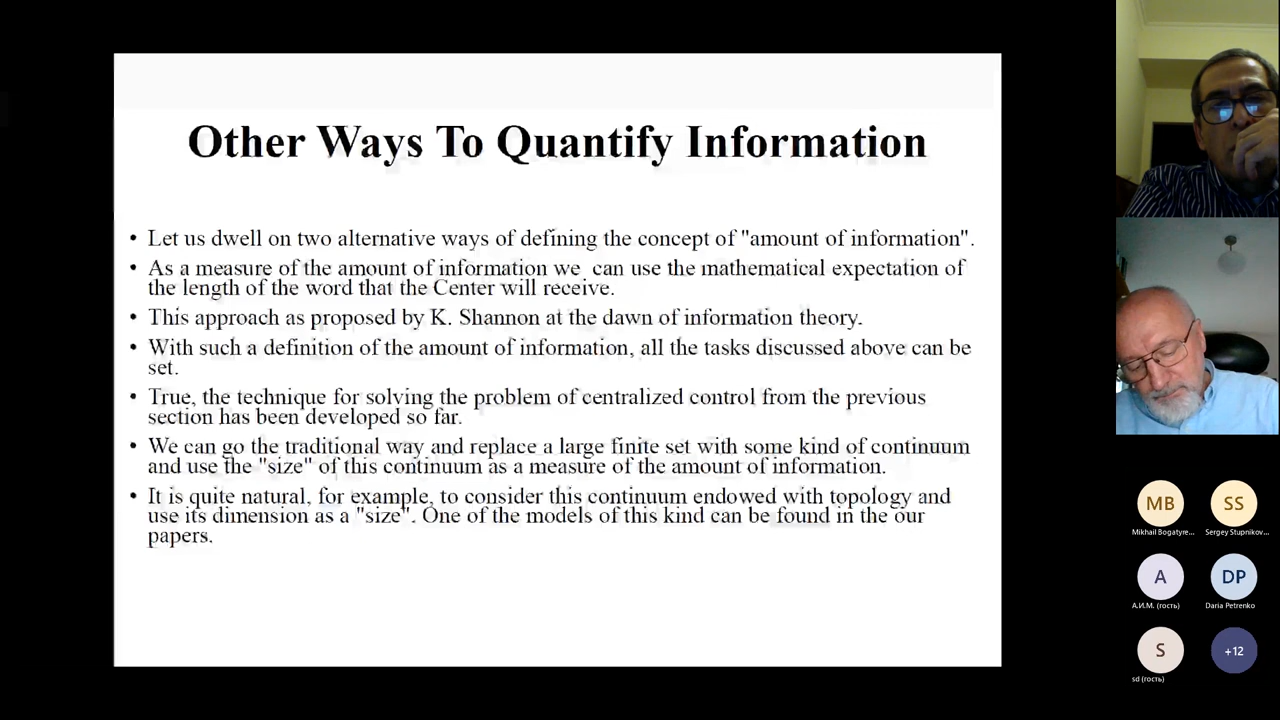 Other Ways To Quantify Information
• Let us dwell on two alternative ways of defining the concept of "amount of information".
• As a measure of the amount of information we can use the mathematical expectation of
the length of the word that the Center will receive.
• This approach as proposed by K. Shannon at the dawn of information theory.
• With such a definition of the amount of information, all the tasks discussed above can be
set.
• True, the technique for solving the problem of centralized control from the previous
section has been developed so far.
• We can go the traditional way and replace a large finite set with some kind of continuum
and use the "size" of this continuum as a measure of the amount of information.
• It is quite natural, for example, to consider this continuum endowed with topology and
use its dimension as a "size". One of the models of this kind can be found in the our
papers.
MB
Mikhail Bogatyre...
SS
Sergey Stupnikov...
A
А.И.М. (гость)
DP
Daria Petrenko
S
sd (гость)
+12